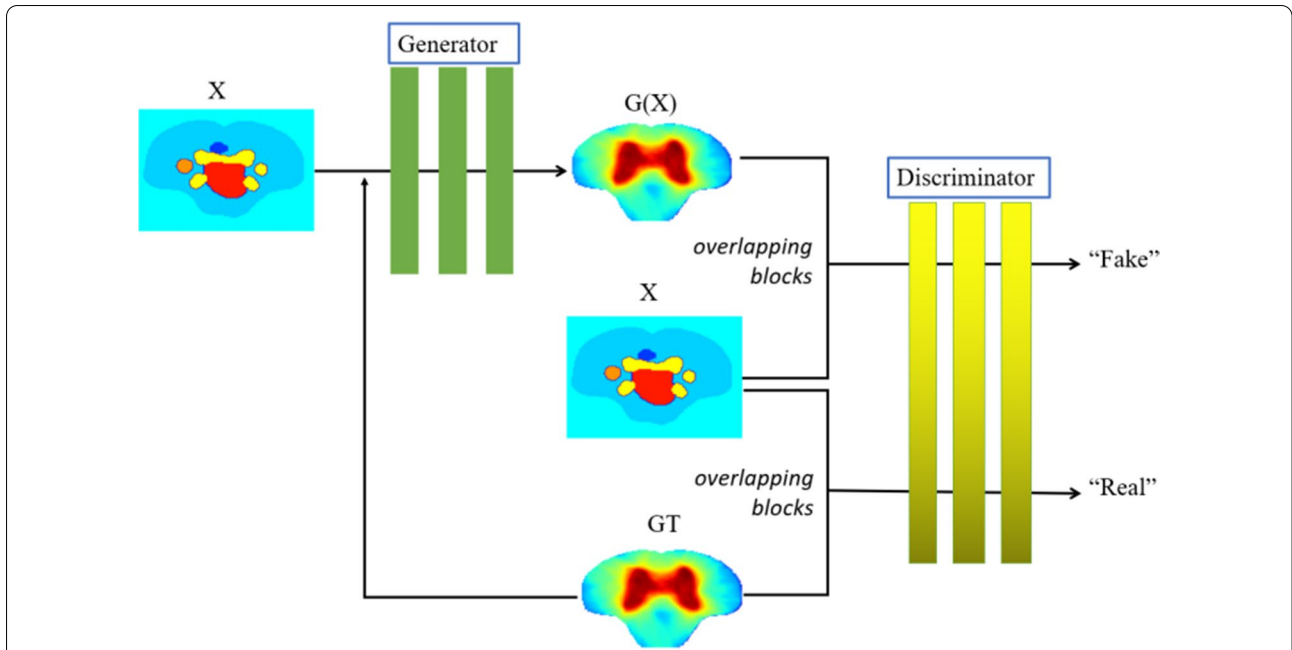 Generator
X
G(X)
Discriminator
overlapping
blocks
“Fake”
X
overlapping
blocks
“Real”
GT